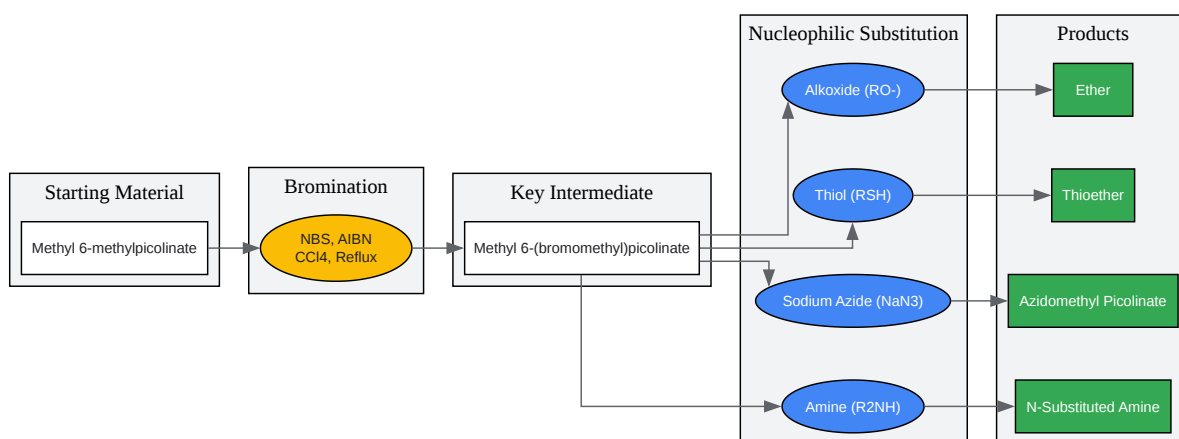 Nucleophilic Substitution
Products
Alkoxide (RO-)
Ether
Starting Material
Bromination
Key Intermediate
Thiol (RSH)
Thioether
Methyl 6-methylpicolinate
NBS, AIBN
CCl4, Reflux
Methyl 6-(bromomethyl)picolinate
Sodium Azide (NaN3)
Azidomethyl Picolinate
Amine (R2NH)
N-Substituted Amine